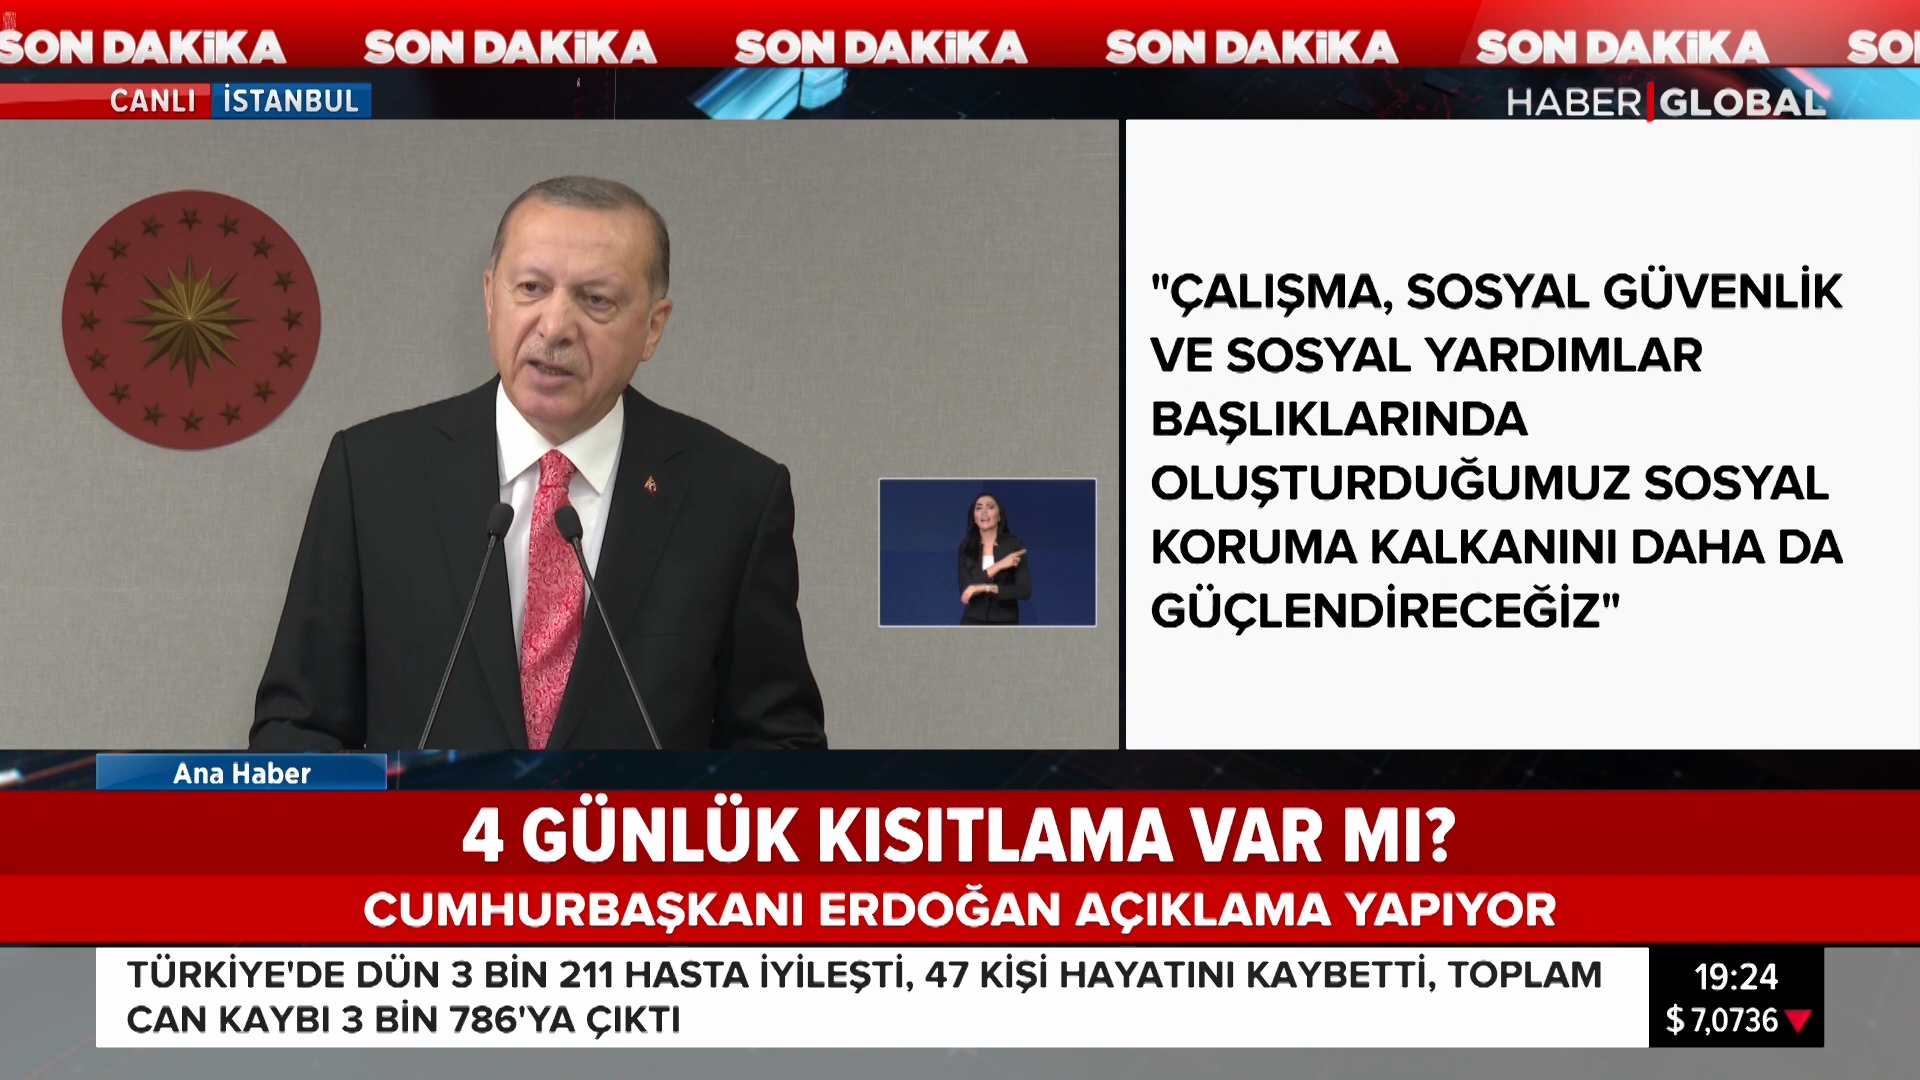 SON DAKİKA SON DAKİKA SON DAKİKA SON DAKİKA SON DAKİKA SO
CANLI İSTANBUL
HABER GLOBAL
"ÇALIŞMA, SOSYAL GÜVENLİK
VE SOSYAL YARDIMLAR
BAŞLIKLARINDA
OLUŞTURDUĞUMUZ SOSYAL
KORUMA KALKANINI DAHA DA
GÜÇLENDİRECEĞİZ"
Ana Haber
4 GÜNLÜK KISITLAMA VAR MI?
CUMHURBAŞKANI ERDOĞAN AÇIKLAMA YAPIYOR
TÜRKİYE'DE DÜN 3 BİN 211 HASTA İYİLEŞTİ, 47 KİŞİ HAYATINI KAYBETTİ, TOPLAM
CAN KAYBI 3 BİN 786'YA ÇIKTI
19:24
$ 7,0736